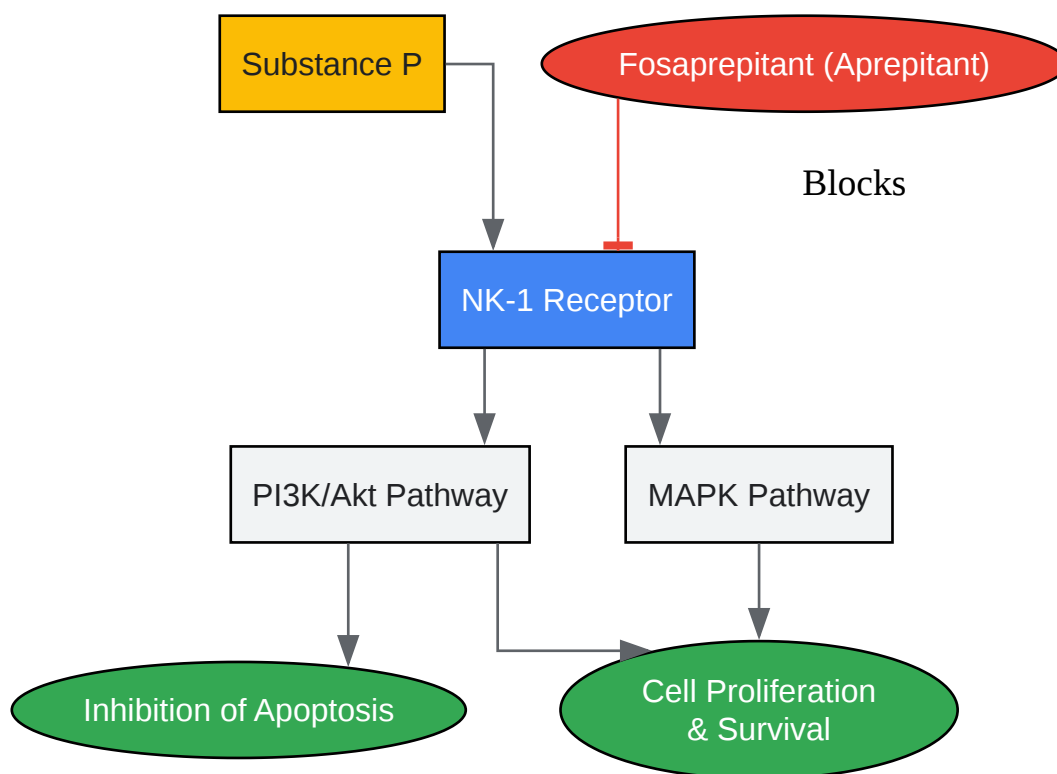 Substance P
Fosaprepitant (Aprepitant)
Blocks
NK-1 Receptor
PI3K/Akt Pathway
MAPK Pathway
Inhibition of Apoptosis
Cell Proliferation
& Survival